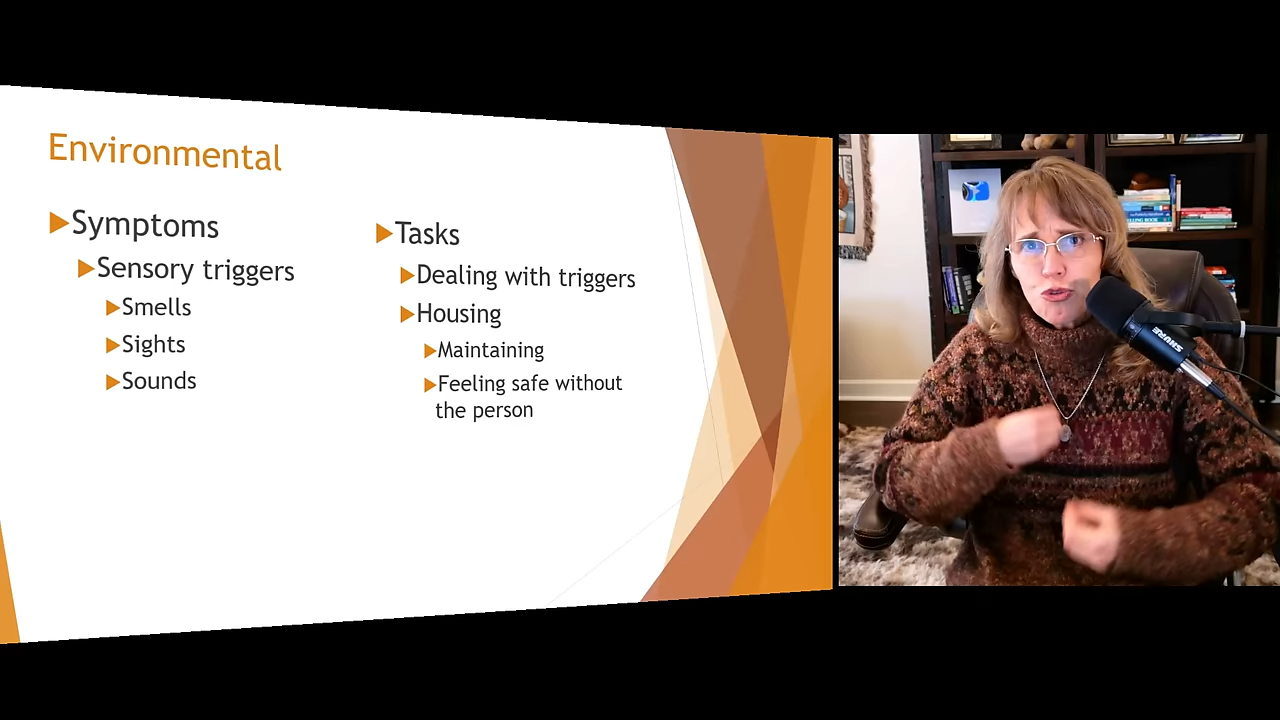 Environmental
Symptoms
Sensory triggers
Smells
Sights
Sounds
Tasks
Dealing with triggers
Housing
Maintaining
Feeling safe without
the person
SHURE